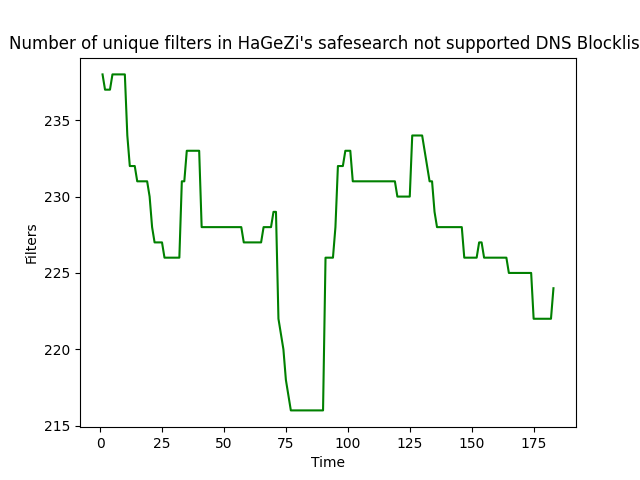 Number of unique filters in HaGeZi's safesearch not supported DNS Blocklis
235
230
225
220
215
Filters
0 25 50 75 100 125 150 175
Time